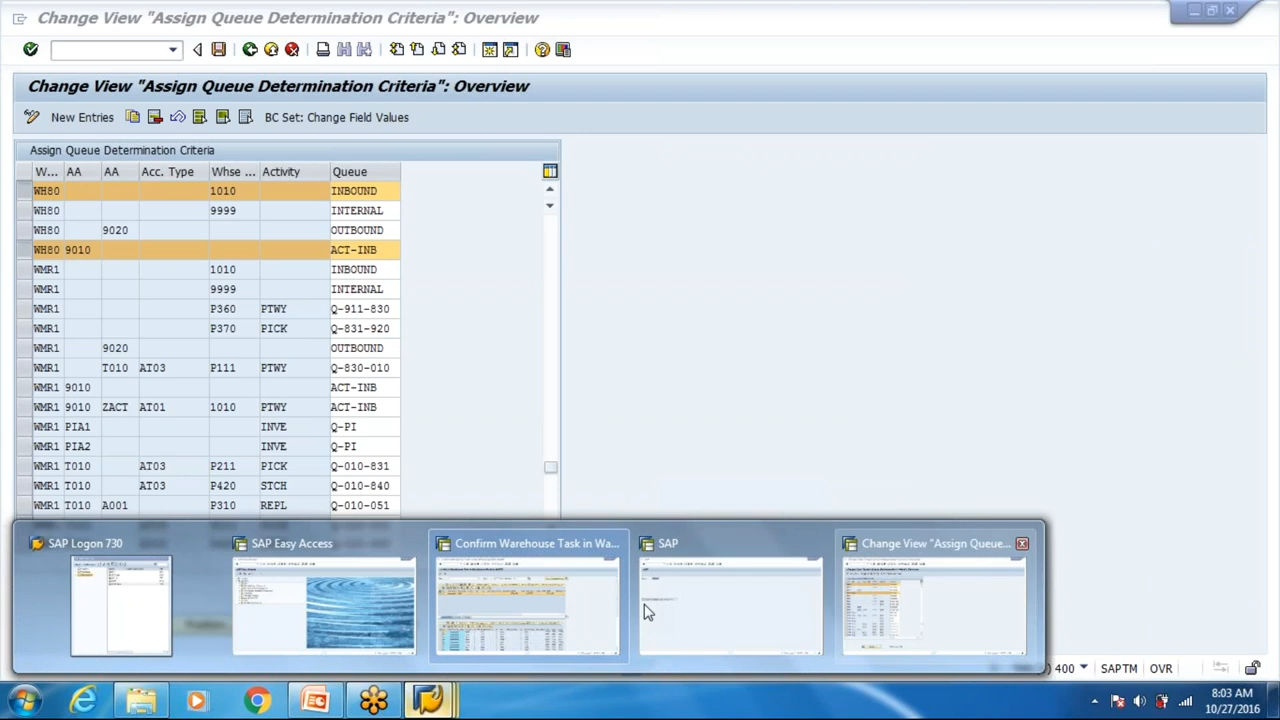 Change View "Assign Queue Determination Criteria": Overview
Change View "Assign Queue Determination Criteria": Overview
New Entries BC Set: Change Field Values
Assign Queue Determination Criteria
W... AA AA Acc. Type Whse ... Activity Queue
WH80 1010 INBOUND
WH80 9999 INTERNAL
WH80 9020 OUTBOUND
WH80 9010 ACT-INB
WMR1 1010 INBOUND
WMR1 9999 INTERNAL
WMR1 P360 PTWY Q-911-830
WMR1 P370 PICK Q-831-920
WMR1 9020 OUTBOUND
WMR1 T010 AT03 P111 PTWY Q-830-010
WMR1 9010 ACT-INB
WMR1 9010 ZACT AT01 1010 PTWY ACT-INB
WMR1 PIA1 INVE Q-PI
WMR1 PIA2 INVE Q-PI
WMR1 T010 AT03 P211 PICK Q-010-831
WMR1 T010 AT03 P420 STCH Q-010-840
WMR1 T010 A001 P310 REPL Q-010-051
SAP Logon 730 SAP Easy Access Confirm Warehouse Task in Wa... SAP Change View "Assign Queue...
) 400 SAPTM OVR
8:03 AM
10/27/2016